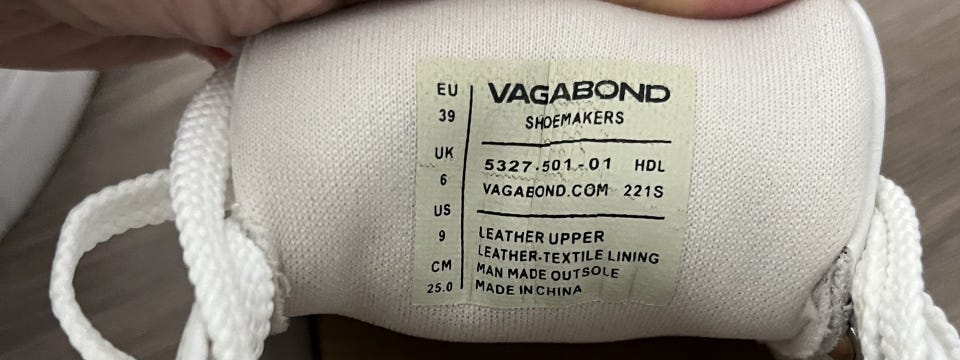 EU
39
UK
6
US
9
CM
25.0
VAGABOND
SHOEMAKERS
5327-501-01 HDL
VAGABOND.COM 221S
LEATHER UPPER
LEATHER-TEXTILE LINING
MAN MADE OUTSOLE
MADE IN CHINA